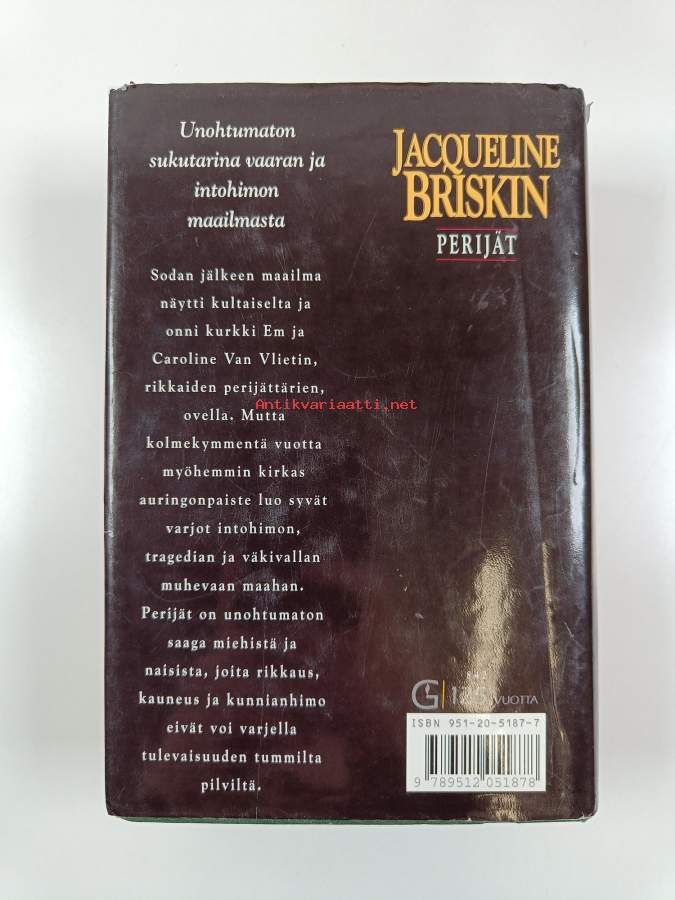 Unohtumaton
sukutarina vaaran ja
intohimon
maailmasta
JACQUELINE
BRISKIN
PERIJÄT
Sodan jälkeen maailma
näytti kultaiselta ja
onni kurkki Em ja
Caroline Van Vlietin,
rikkaiden perijättärien,
ovella. Mutta
kolmekymmentä vuotta
myöhemmin kirkas
auringonpaiste luo syvät
varjot intohimon,
tragedian ja väkivallan
muhevaan maahan.
Perijät on unohtumaton
saaga miehistä ja
naisista, joita rikkaus,
kauneus ja kunnianhimo
eivät voi varjella
tulevaisuuden tummilta
pilviltä.
Antikvariaatti.net
G 125 VUOTTA
ISBN 951-20-5187-7
9 789512 051878